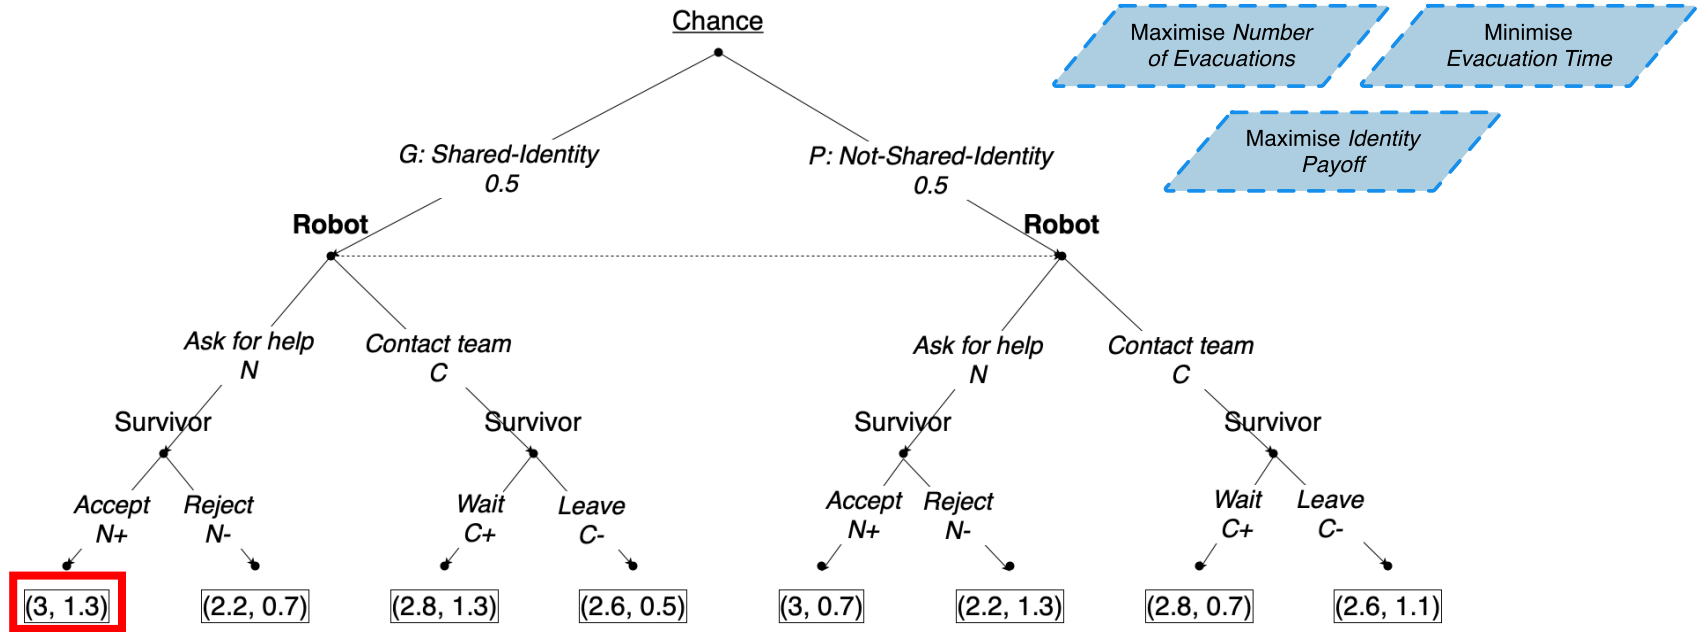 Chance
Maximise Number
of Evacuations
Minimise
Evacuation Time
Maximise Identity
Payoff
G: Shared-Identity
0.5
P: Not-Shared-Identity
0.5
Robot
Robot
Ask for help
N
Contact team
C
Ask for help
N
Contact team
C
Survivor
Survivor
Survivor
Survivor
Accept
N+
Reject
N-
Wait
C+
Leave
C-
Accept
N+
Reject
N-
Wait
C+
Leave
C-
(3, 1.3)
(2.2, 0.7)
(2.8, 1.3)
(2.6, 0.5)
(3, 0.7)
(2.2, 1.3)
(2.8, 0.7)
(2.6, 1.1)